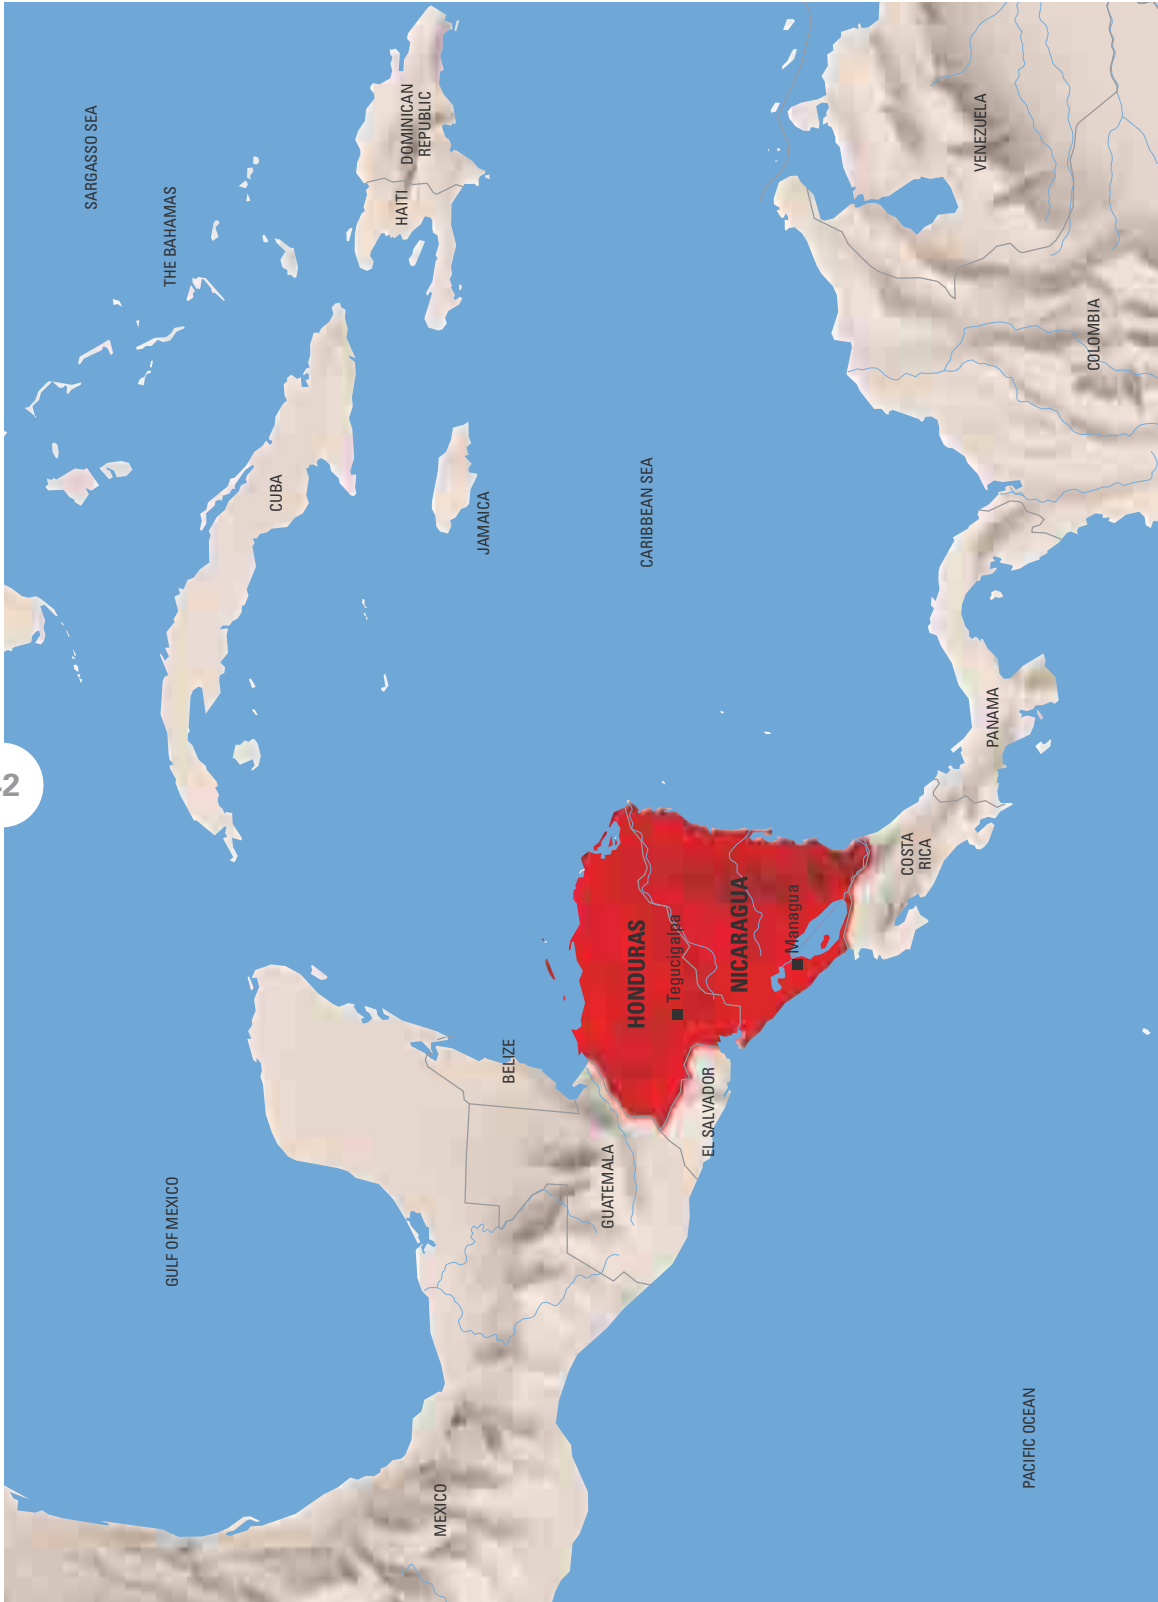 SARGASSO SEA
GULF OF MEXICO
THE BAHAMAS
CUBA
HAITI
DOMINICAN
REPUBLIC
MEXICO
JAMAICA
BELIZE
GUATEMALA
HONDURAS
CARIBBEAN SEA
Tegucigalpa
EL SALVADOR
NICARAGUA
Managua
COSTA
RICA
VENEZUELA
PANAMA
PACIFIC OCEAN
COLOMBIA